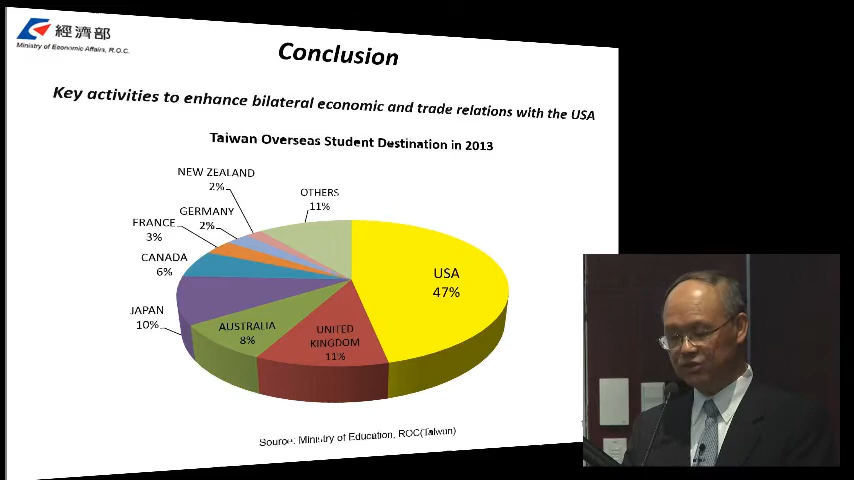 經濟部
Ministry of Economic Affairs, R.O.C.
Conclusion
Key activities to enhance bilateral economic and trade relations with the USA
Taiwan Overseas Student Destination in 2013
NEW ZEALAND
2%
OTHERS
11%
GERMANY
2%
FRANCE
3%
CANADA
6%
USA
47%
JAPAN
10%
AUSTRALIA
8%
UNITED
KINGDOM
11%
Source: Ministry of Education, ROC(Taiwan)